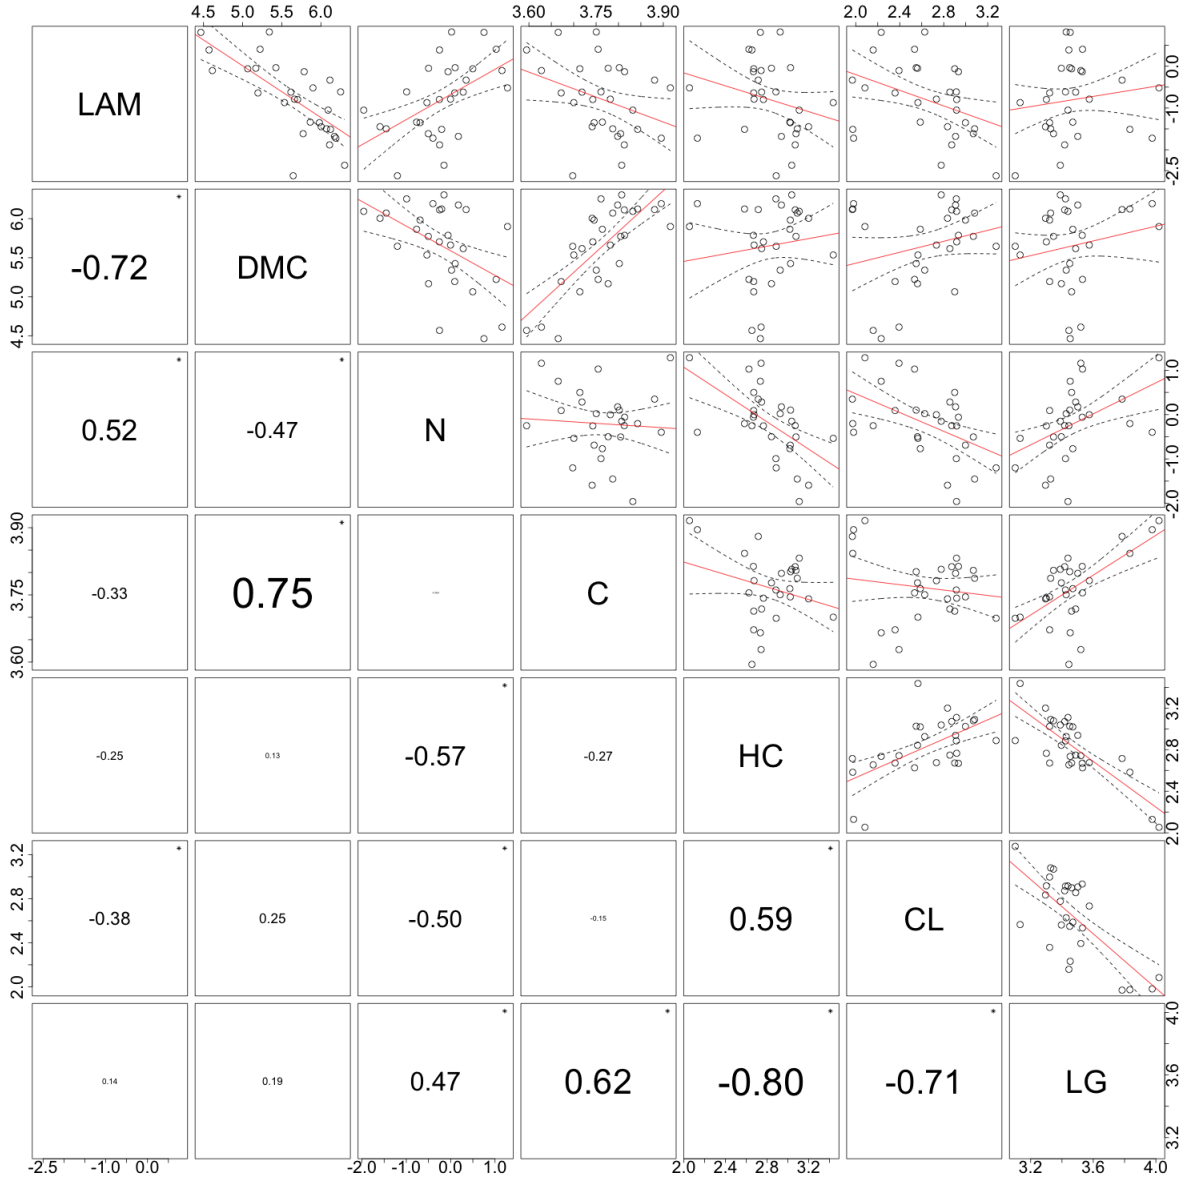 4.5 5.0 6.0 3.60 3.75 3.90 2.0 2.4 2.8 3.2
LAM 0.0 -1.0 -2.5
* 6.0 5.5 5.0 4.5 -0.72 DMC
* * 0.52 -0.47 N 1.0 0.0 -1.0 -2.0
* 3.90 3.75 3.60 -0.33 0.75 C
* -0.25 0.13 -0.57 -0.27 HC 3.2 2.8 2.4 2.0
* * * 3.2 2.8 2.4 2.0 -0.38 0.25 -0.50 -0.15 0.59 CL
* * * * 0.14 0.19 0.47 0.62 -0.80 -0.71 LG 4.0 3.6 3.2
-2.5 -1.0 0.0 -2.0 -1.0 0.0 1.0 2.0 2.4 2.8 3.2 3.2 3.6 4.0